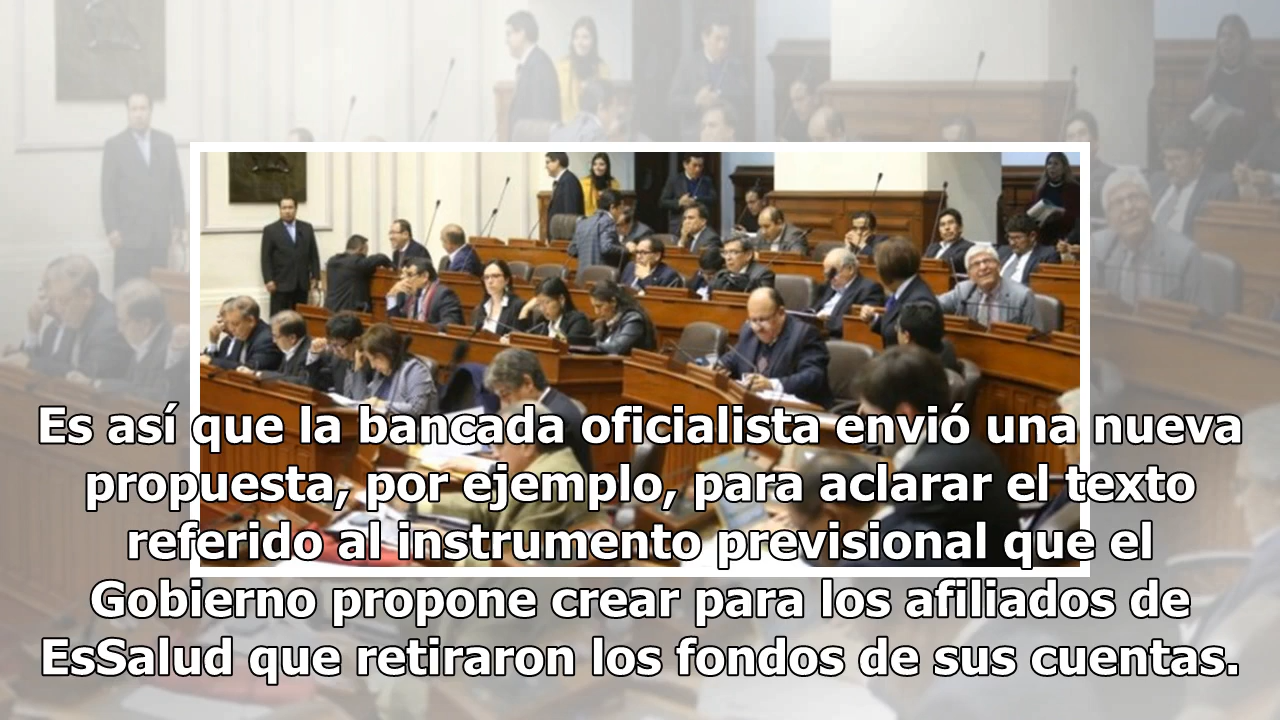 Es así que la bancada oficialista envió una nueva
propuesta, por ejemplo, para aclarar el texto
referido al instrumento previsional que el
Gobierno propone crear para los afiliados de
EsSalud que retiraron los fondos de sus cuentas.